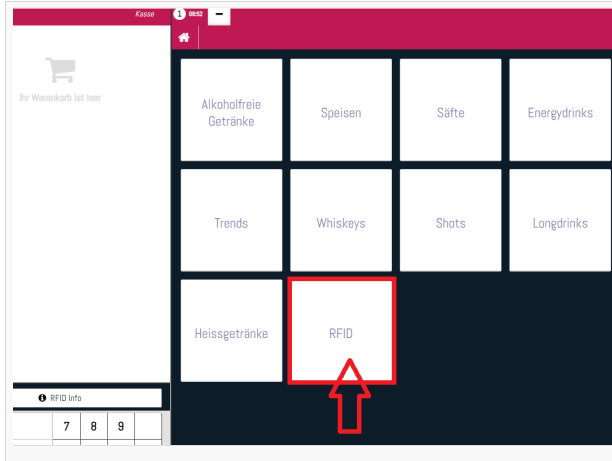 Kasse
1 09:52
Ihr Warenkorb ist leer
Alkoholfreie
Getränke
Speisen
Säfte
Energydrinks
Trends
Whiskeys
Shots
Longdrinks
Heissgetränke
RFID
RFID Info
7 8 9